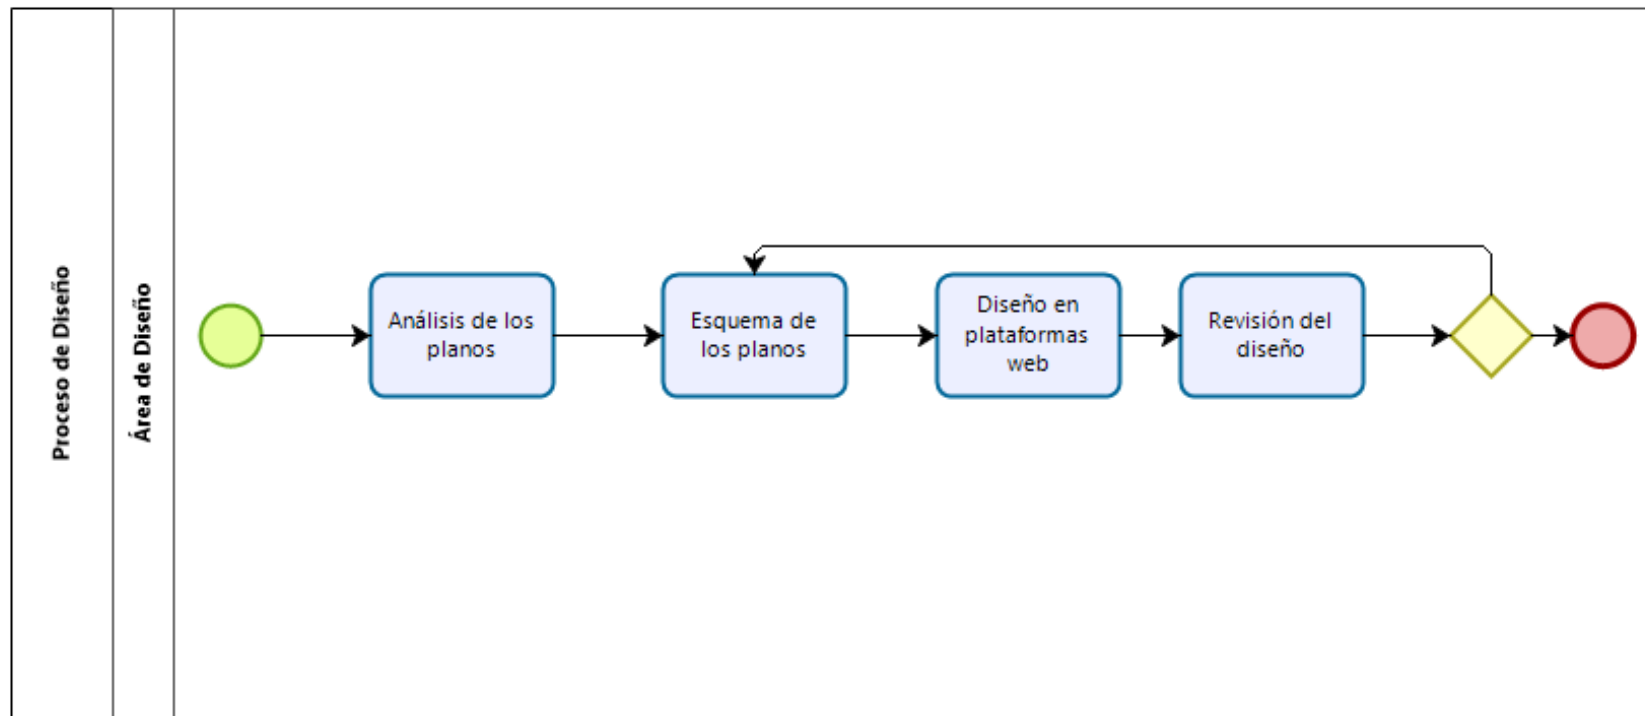 Proceso de Diseño
Área de Diseño
Análisis de los
planos
Esquema de
los planos
Diseño en
plataformas
web
Revisión del
diseño